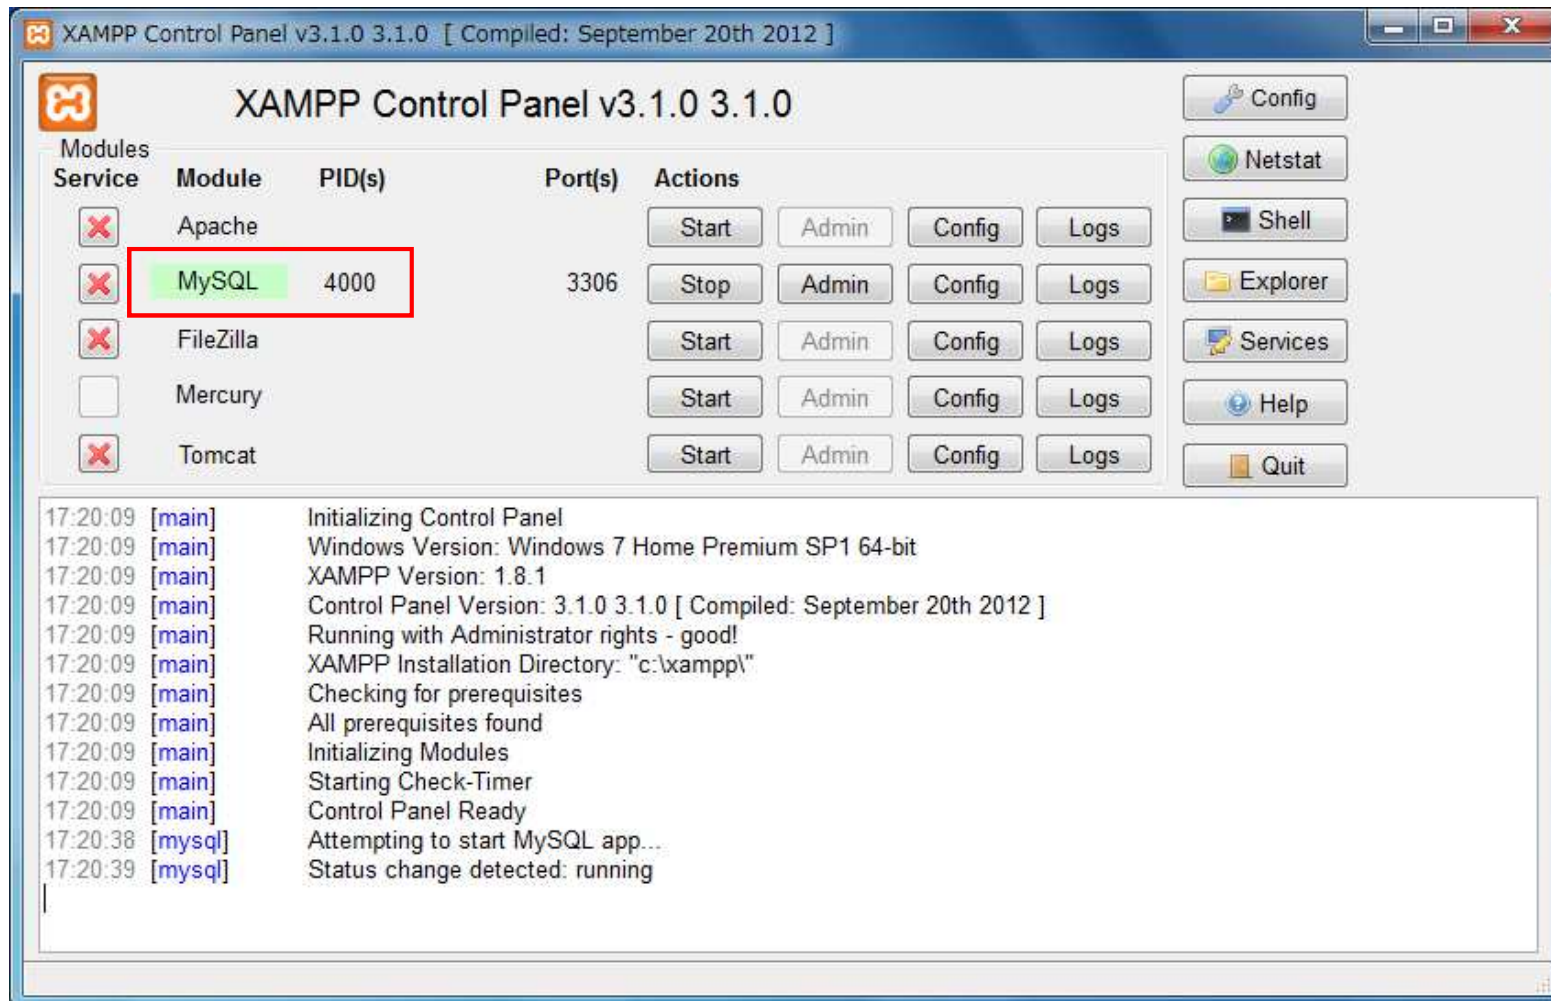 XAMPP Control Panel v3.1.0 3.1.0 [ Compiled: September 20th 2012 ]
XAMPP Control Panel v3.1.0 3.1.0
Config
Modules
Netstat
Service Module PID(s) Port(s) Actions
Apache Start Admin Config Logs
Shell
MySQL 4000 3306 Stop Admin Config Logs
Explorer
FileZilla Start Admin Config Logs
Services
Mercury Start Admin Config Logs
Help
Tomcat Start Admin Config Logs
Quit
17:20:09 [main] Initializing Control Panel
17:20:09 [main] Windows Version: Windows 7 Home Premium SP1 64-bit
17:20:09 [main] XAMPP Version: 1.8.1
17:20:09 [main] Control Panel Version: 3.1.0 3.1.0 [ Compiled: September 20th 2012 ]
17:20:09 [main] Running with Administrator rights - good!
17:20:09 [main] XAMPP Installation Directory: "c:\xampp\"
17:20:09 [main] Checking for prerequisites
17:20:09 [main] All prerequisites found
17:20:09 [main] Initializing Modules
17:20:09 [main] Starting Check-Timer
17:20:09 [main] Control Panel Ready
17:20:38 [mysql] Attempting to start MySQL app...
17:20:39 [mysql] Status change detected: running